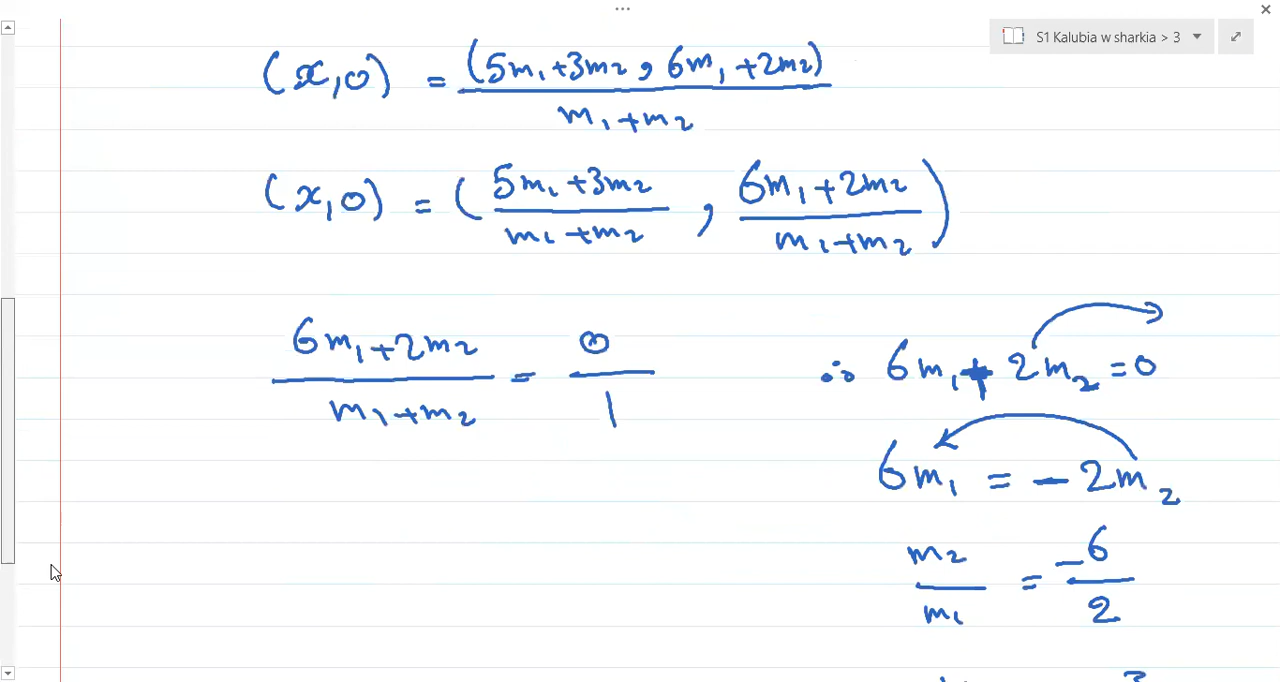 S1 Kalubia w sharkia > 3
(x, 0) = (5m₁+3m₂, 6m₁+2m₂) / m₁+m₂
(x, 0) = (5m₁+3m₂ / m₁+m₂, 6m₁+2m₂ / m₁+m₂)
6m₁+2m₂ / m₁+m₂ = 0 / 1
∴ 6m₁+2m₂=0
6m₁ = -2m₂
m₂ / m₁ = -6 / 2